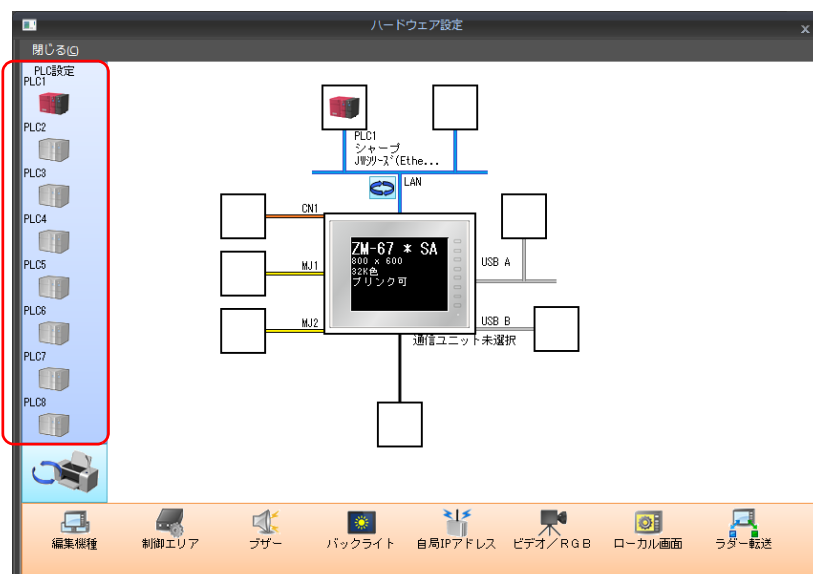 ハードウェア設定
x
閉じる(C)
PLC設定
PLC1
PLC2
PLC3
PLC4
PLC5
PLC6
PLC7
PLC8
PLC1
シャープ
JWｼﾘｰｽﾞ(Ethe...
LAN
CN1
MJ1
MJ2
ZM-67 * SA
800 x 600
32K色
ブリンク可
USB A
USB B
通信ユニット未選択
編集機種
制御エリア
ブザー
バックライト
自局IPアドレス
ビデオ／ＲＧＢ
ローカル画面
ラダー転送